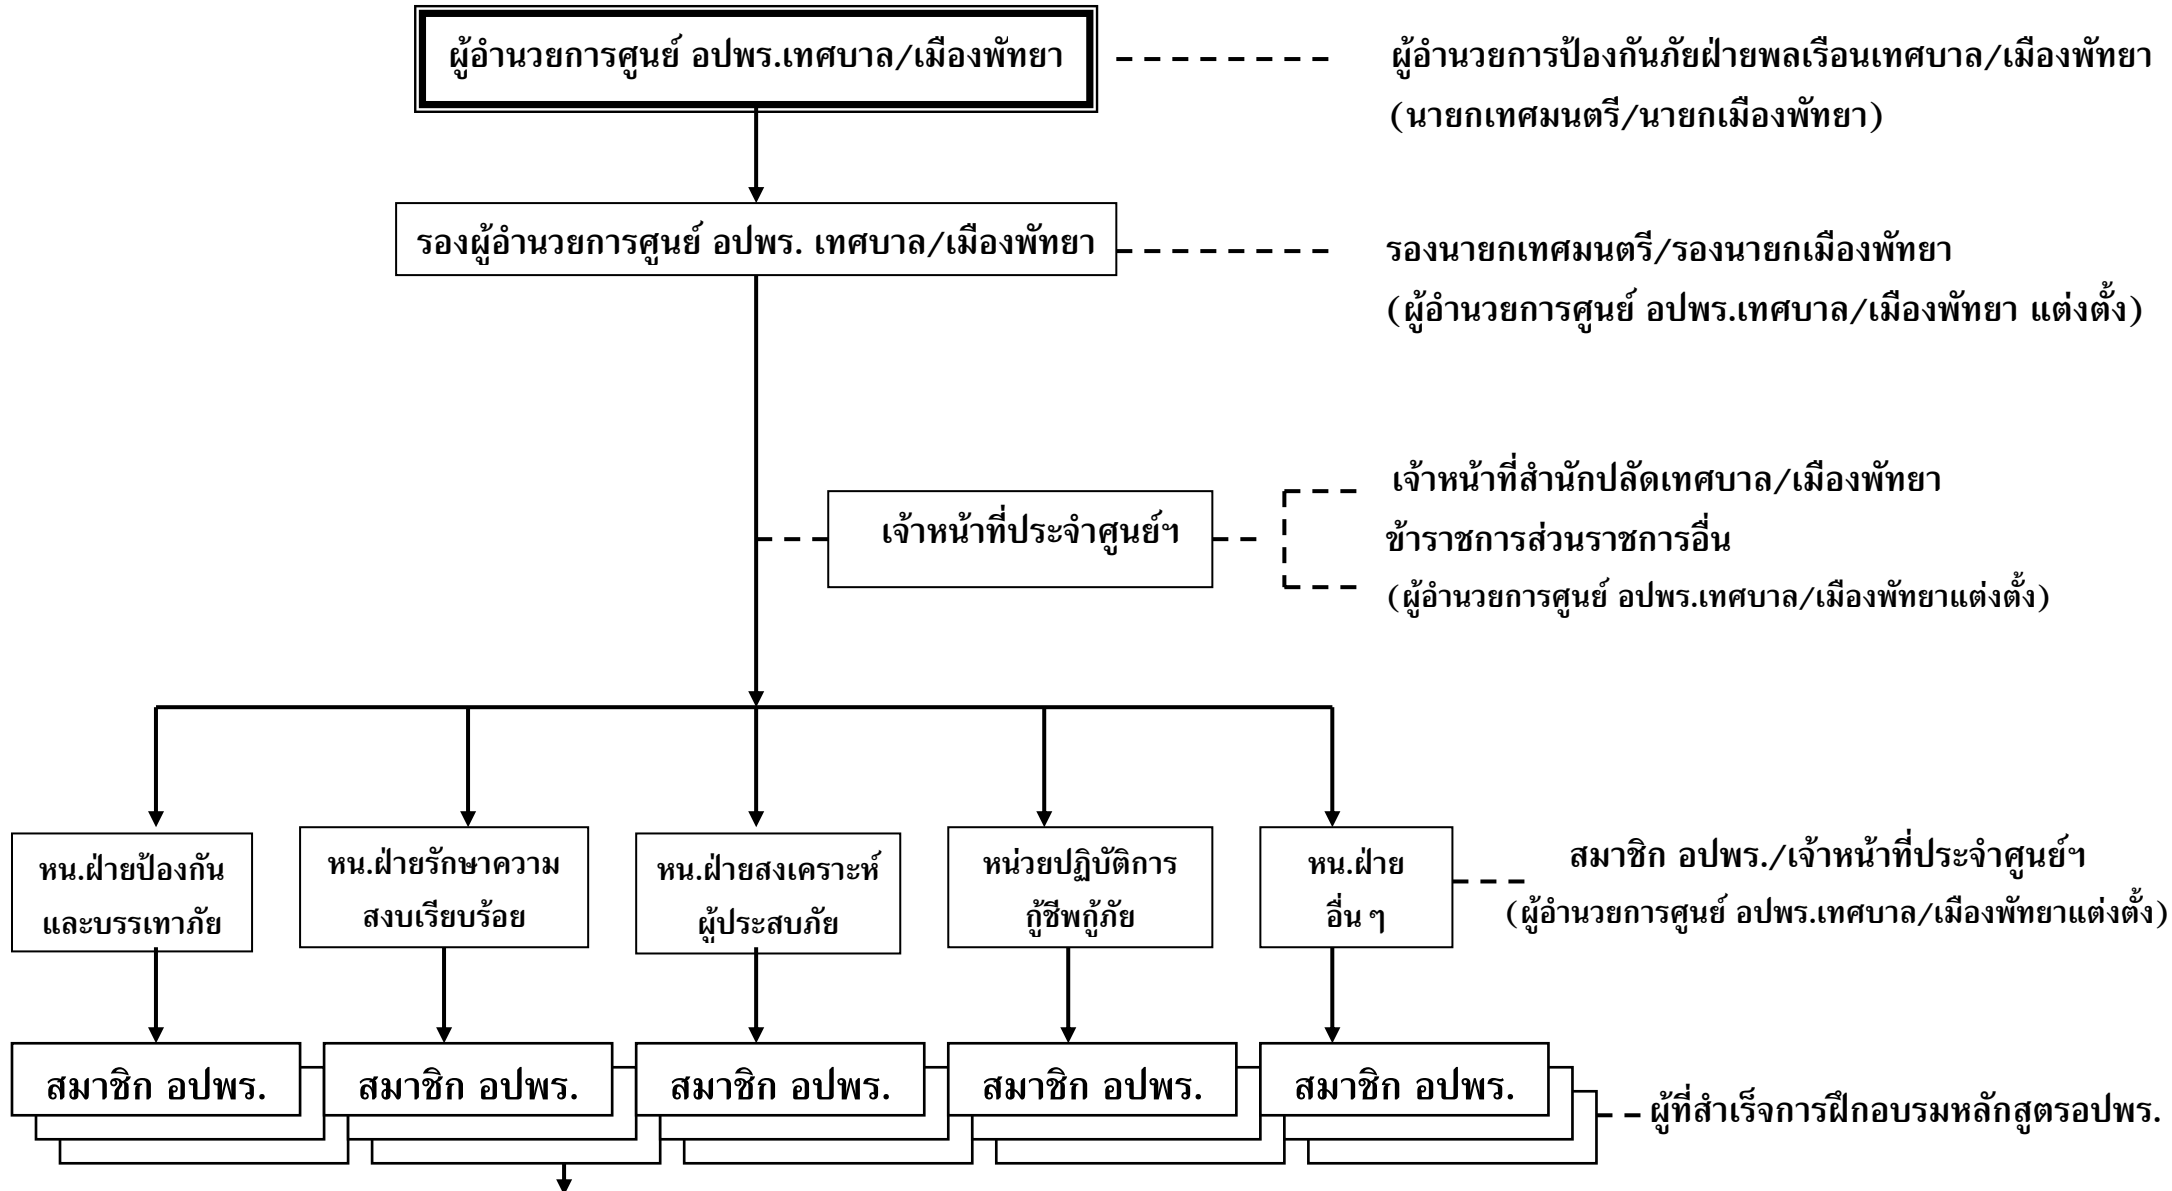 ผู้อำนวยการศูนย์ อปพร.เทศบาล/เมืองพัทยา
ผู้อำนวยการป้องกันภัยฝ่ายพลเรือนเทศบาล/เมืองพัทยา
(นายกเทศมนตรี/นายกเมืองพัทยา)
รองผู้อำนวยการศูนย์ อปพร. เทศบาล/เมืองพัทยา
รองนายกเทศมนตรี/รองนายกเมืองพัทยา
(ผู้อำนวยการศูนย์ อปพร.เทศบาล/เมืองพัทยา แต่งตั้ง)
เจ้าหน้าที่ประจำศูนย์ฯ
เจ้าหน้าที่สำนักปลัดเทศบาล/เมืองพัทยา
ข้าราชการส่วนราชการอื่น
(ผู้อำนวยการศูนย์ อปพร.เทศบาล/เมืองพัทยาแต่งตั้ง)
หน.ฝ่ายป้องกัน
และบรรเทาภัย
หน.ฝ่ายรักษาความ
สงบเรียบร้อย
หน.ฝ่ายสงเคราะห์
ผู้ประสบภัย
หน่วยปฏิบัติการ
กู้ชีพกู้ภัย
หน.ฝ่าย
อื่น ๆ
สมาชิก อปพร./เจ้าหน้าที่ประจำศูนย์ฯ
(ผู้อำนวยการศูนย์ อปพร.เทศบาล/เมืองพัทยาแต่งตั้ง)
สมาชิก อปพร.
สมาชิก อปพร.
สมาชิก อปพร.
สมาชิก อปพร.
สมาชิก อปพร.
ผู้ที่สำเร็จการฝึกอบรมหลักสูตรอปพร.